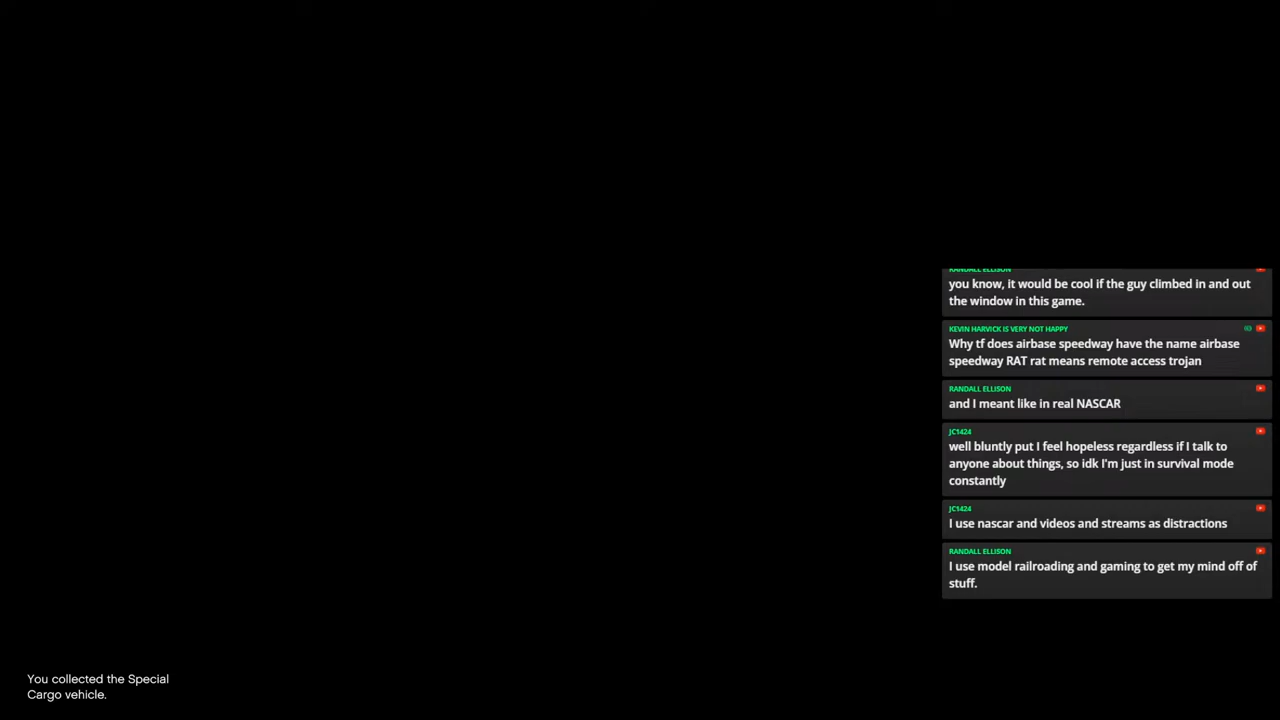 RANDALL ELLISON
you know, it would be cool if the guy climbed in and out
the window in this game.
KEVIN HARVICK IS VERY NOT HAPPY
Why tf does airbase speedway have the name airbase
speedway RAT rat means remote access trojan
RANDALL ELLISON
and I meant like in real NASCAR
JC1424
well bluntly put I feel hopeless regardless if I talk to
anyone about things, so idk I'm just in survival mode
constantly
JC1424
I use nascar and videos and streams as distractions
RANDALL ELLISON
I use model railroading and gaming to get my mind off of
stuff.
You collected the Special
Cargo vehicle.